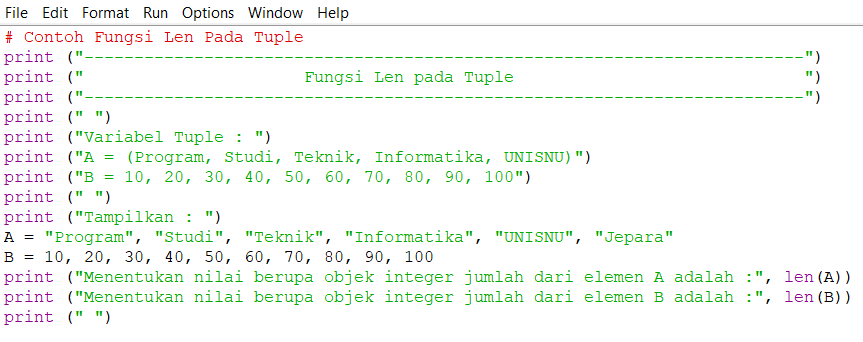 File Edit Format Run Options Window Help
# Contoh Fungsi Len Pada Tuple
print ("------------------------------------------------------------------------")
print ("                      Fungsi Len pada Tuple                             ")
print ("------------------------------------------------------------------------")
print (" ")
print ("Variabel Tuple : ")
print ("A = (Program, Studi, Teknik, Informatika, UNISNU)")
print ("B = 10, 20, 30, 40, 50, 60, 70, 80, 90, 100")
print (" ")
print ("Tampilkan : ")
A = "Program", "Studi", "Teknik", "Informatika", "UNISNU", "Jepara"
B = 10, 20, 30, 40, 50, 60, 70, 80, 90, 100
print ("Menentukan nilai berupa objek integer jumlah dari elemen A adalah :", len(A))
print ("Menentukan nilai berupa objek integer jumlah dari elemen B adalah :", len(B))
print (" ")